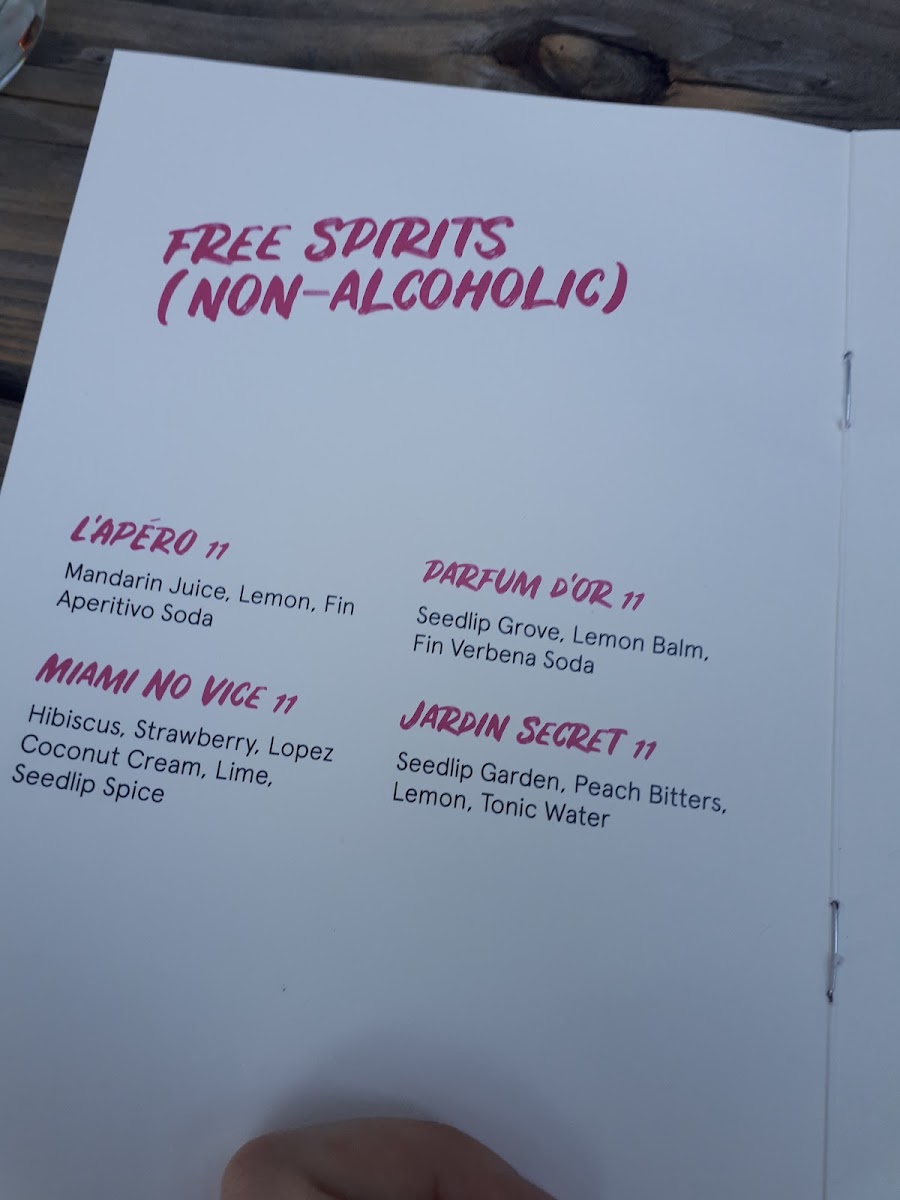 FREE SPIRITS
(NON-ALCOHOLIC)
L'APÉRO 11
Mandarin Juice, Lemon, Fin
Aperitivo Soda
MIAMI NO VICE 11
Hibiscus, Strawberry, Lopez
Coconut Cream, Lime,
Seedlip Spice
PARFUM D'OR 11
Seedlip Grove, Lemon Balm,
Fin Verbena Soda
JARDIN SECRET 11
Seedlip Garden, Peach Bitters,
Lemon, Tonic Water